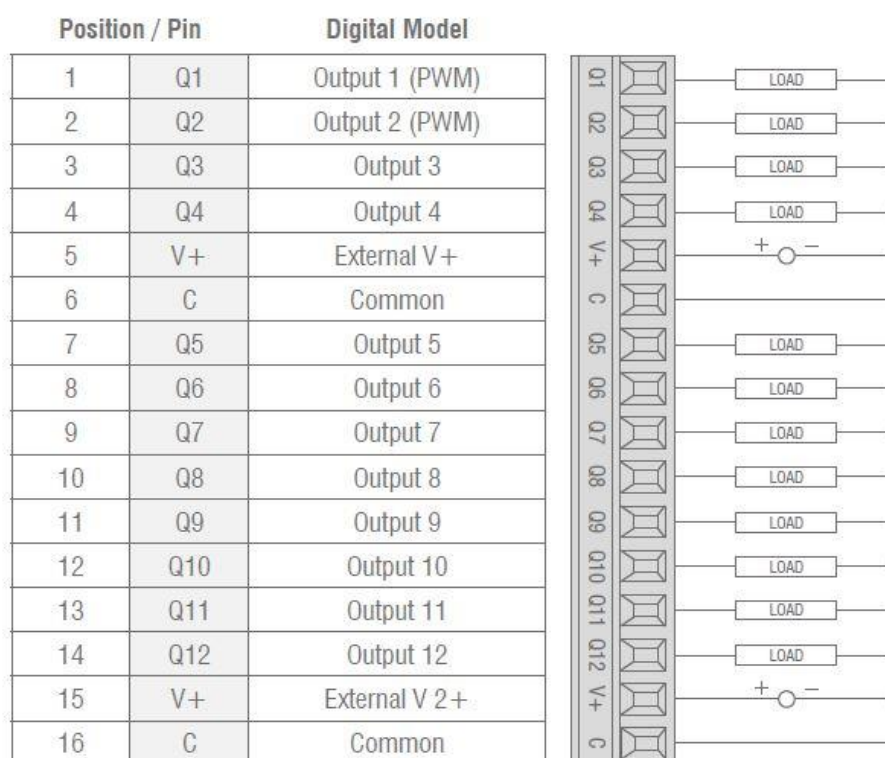 Position / Pin Digital Model
1 Q1 Output 1 (PWM)
2 Q2 Output 2 (PWM)
3 Q3 Output 3
4 Q4 Output 4
5 V+ External V+
6 C Common
7 Q5 Output 5
8 Q6 Output 6
9 Q7 Output 7
10 Q8 Output 8
11 Q9 Output 9
12 Q10 Output 10
13 Q11 Output 11
14 Q12 Output 12
15 V+ External V 2+
16 C Common
Q1 LOAD
Q2 LOAD
Q3 LOAD
Q4 LOAD
V+ + −
C
Q5 LOAD
Q6 LOAD
Q7 LOAD
Q8 LOAD
Q9 LOAD
Q10 LOAD
Q11 LOAD
Q12 LOAD
V+ + −
C